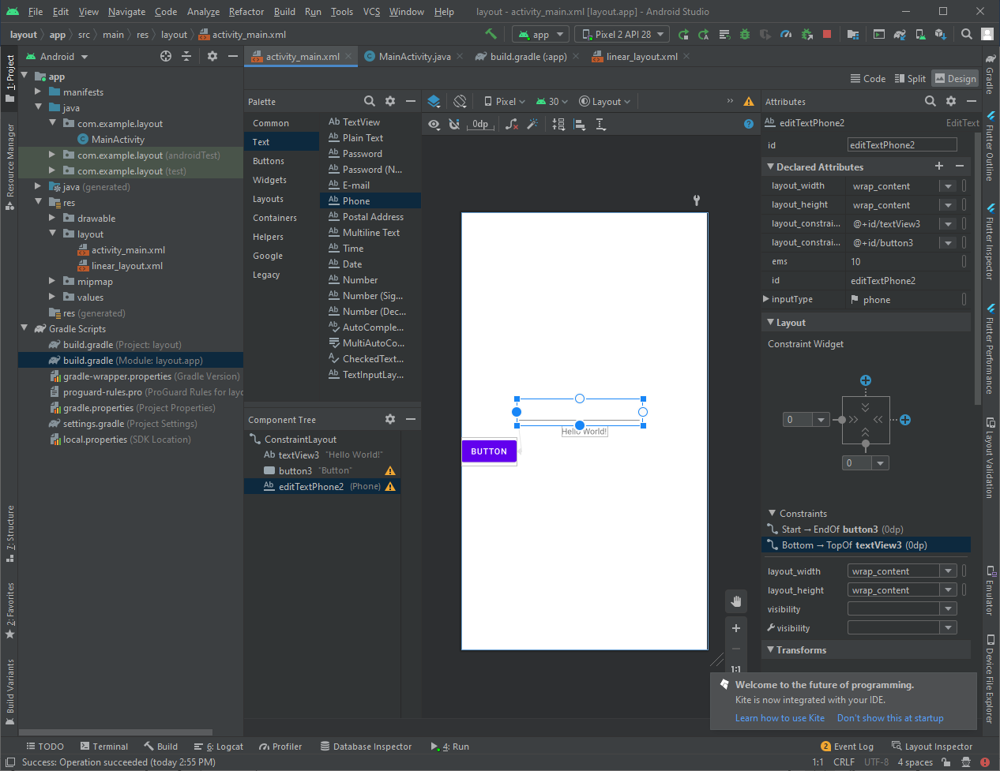 File Edit View Navigate Code Analyze Refactor Build Run Tools VCS Window Help layout - activity_main.xml [layout.app] - Android Studio
layout app src main res layout activity_main.xml app Pixel 2 API 28
Android
activity_main.xml MainActivity.java build.gradle (:app) linear_layout.xml
Code Split Design
1: Project
Resource Manager
7: Structure
2: Favorites
Build Variants
app
manifests
java
com.example.layout
MainActivity
com.example.layout (androidTest)
com.example.layout (test)
java (generated)
res
drawable
layout
activity_main.xml
linear_layout.xml
mipmap
values
res (generated)
Gradle Scripts
build.gradle (Project: layout)
build.gradle (Module: layout.app)
gradle-wrapper.properties (Gradle Version)
proguard-rules.pro (ProGuard Rules for layo
gradle.properties (Project Properties)
settings.gradle (Project Settings)
local.properties (SDK Location)
Palette
Common
Text
Buttons
Widgets
Layouts
Containers
Helpers
Google
Legacy
Ab TextView
Ab Plain Text
Ab Password
Ab Password (N...
Ab E-mail
Ab Phone
Ab Postal Address
Ab Multiline Text
Ab Time
Ab Date
Ab Number
Ab Number (Sig...
Ab Number (Dec...
Ab AutoComple...
MultiAutoCo...
A CheckedText...
Ab TextInputLay...
Component Tree
ConstraintLayout
Ab textView3 "Hello World!"
button3 "Button"
Ab editTextPhone2 (Phone)
Pixel 30 Layout »
0dp ?
Hello World!
BUTTON
1:1
Attributes
Ab editTextPhone2 EditText
id editTextPhone2
Declared Attributes
layout_width wrap_content
layout_height wrap_content
layout_constrai... @+id/textView3
layout_constrai... @+id/button3
ems 10
id editTextPhone2
inputType phone
Layout
Constraint Widget
0
0
Constraints
Start → EndOf button3 (0dp)
Bottom → TopOf textView3 (0dp)
layout_width wrap_content
layout_height wrap_content
visibility
visibility
Transforms
Welcome to the future of programming.
Kite is now integrated with your IDE.
Learn how to use Kite Don't show this at startup
Gradle
Flutter Outline
Flutter Inspector
Flutter Performance
Layout Validation
Emulator
Device File Explorer
TODO Terminal Build 6: Logcat Profiler Database Inspector 4: Run 2 Event Log Layout Inspector
Success: Operation succeeded (today 2:55 PM) 1:1 CRLF UTF-8 4 spaces